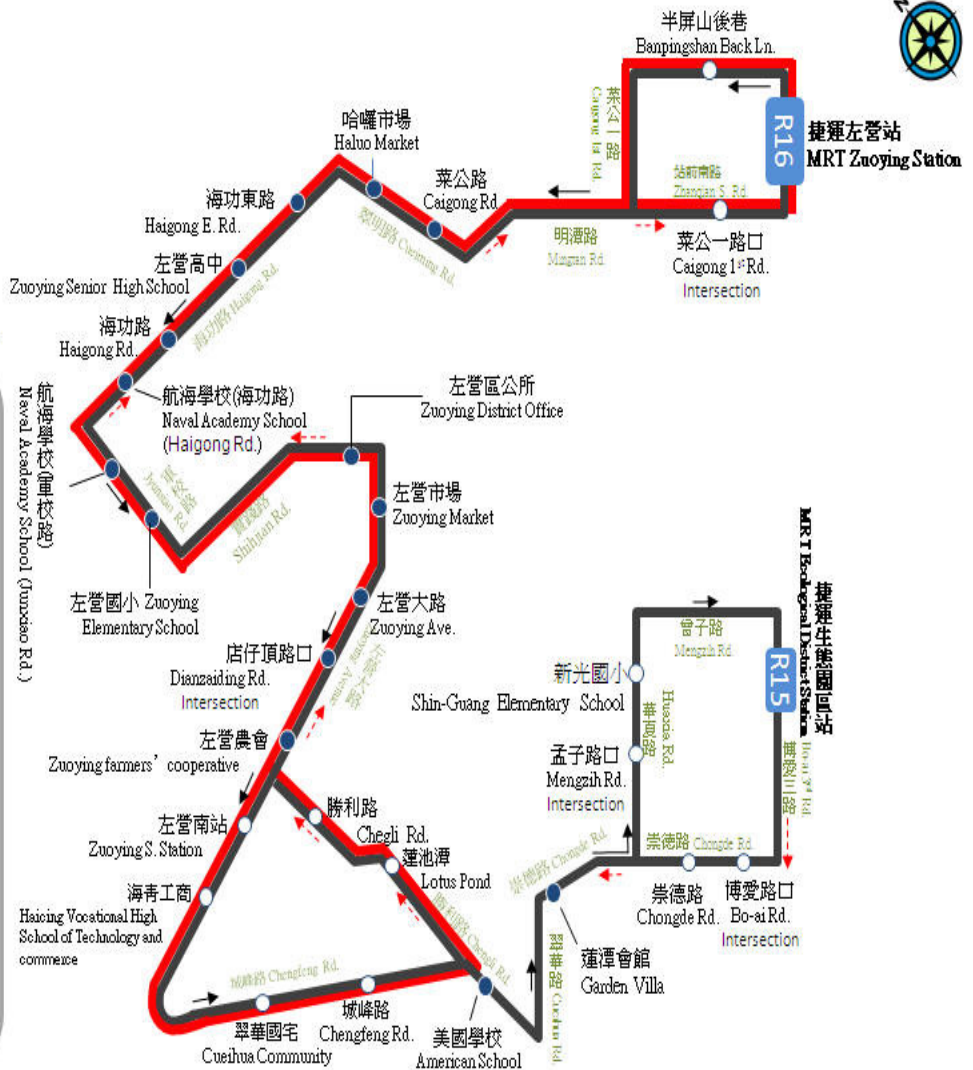 N
半屏山後巷
Banpingshan Back Ln.
R16
捷運左營站
MRT Zuoying Station
菜公一路
Caigong 1st Rd.
站前南路
Zhanqian S. Rd.
菜公一路口
Caigong 1st Rd.
Intersection
明潭路
Mingtan Rd.
哈囉市場
Haluo Market
菜公路
Caigong Rd
翠明路 Cueiming Rd.
海功東路
Haigong E. Rd.
左營高中
Zuoying Senior High School
海功路
Haigong Rd.
海功路 Haigong Rd.
航海學校(海功路)
Naval Academy School
(Haigong Rd.)
航海學校(軍校路)
Naval Academy School (Junxiao Rd.)
軍校路
Jyunsiao Rd.
左營國小 Zuoying
Elementary School
實踐路
Shihjian Rd.
左營區公所
Zuoying District Office
左營市場
Zuoying Market
左營大路
Zuoying Ave.
左營大路
Zuoying Avenue
店仔頂路口
Dianzaiding Rd.
Intersection
左營農會
Zuoying farmers' cooperative
左營南站
Zuoying S. Station
海青工商
Haicing Vocational High
School of Technology and
commerce
勝利路
Chegli Rd.
蓮池潭
Lotus Pond
勝利路 Chengli Rd.
城峰路 Chengfeng Rd.
翠華國宅
Cueihua Community
城峰路
Chengfeng Rd.
美國學校
American School
翠華路 Cueihua Rd.
蓮潭會館
Garden Villa
崇德路 Chongde Rd.
新光國小
Shin-Guang Elementary School
孟子路口
Mengzih Rd.
Intersection
華夏路
Huaxia Rd.
曾子路
Mengzih Rd.
R15
捷運生態園區站
MRT Ecological District Station
博愛三路
Bo-ai 3rd Rd.
崇德路 Chongde Rd.
崇德路
Chongde Rd.
博愛路口
Bo-ai Rd.
Intersection